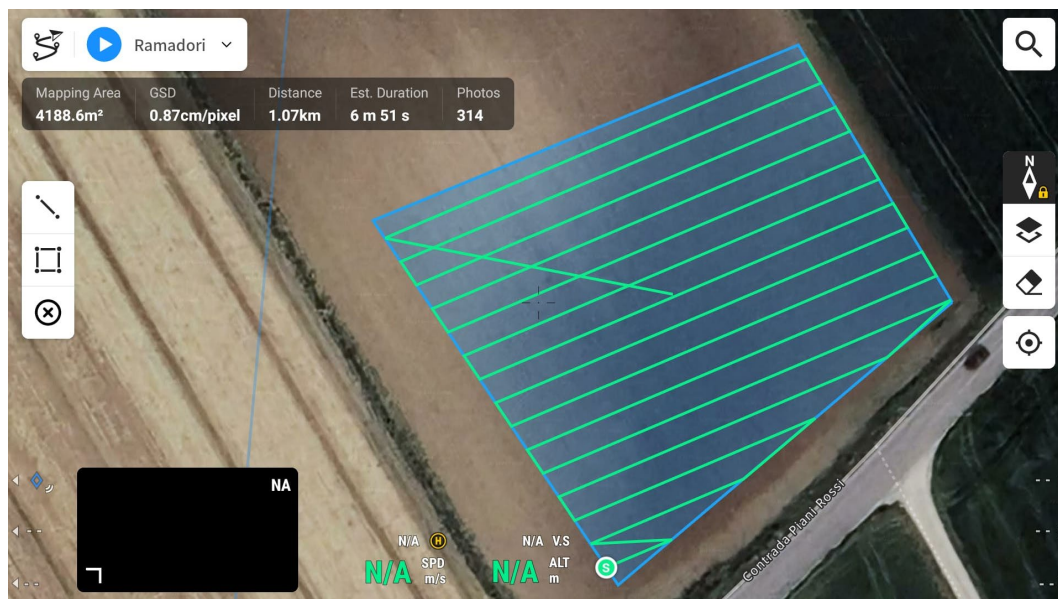 Ramadori
Mapping Area GSD Distance Est. Duration Photos
4188.6m² 0.87cm/pixel 1.07km 6 m 51 s 314
N
NA
N/A H N/A V.S
N/A SPD m/s N/A ALT m
S
Contrada Piani Rossi
- -
- -
- -
- -